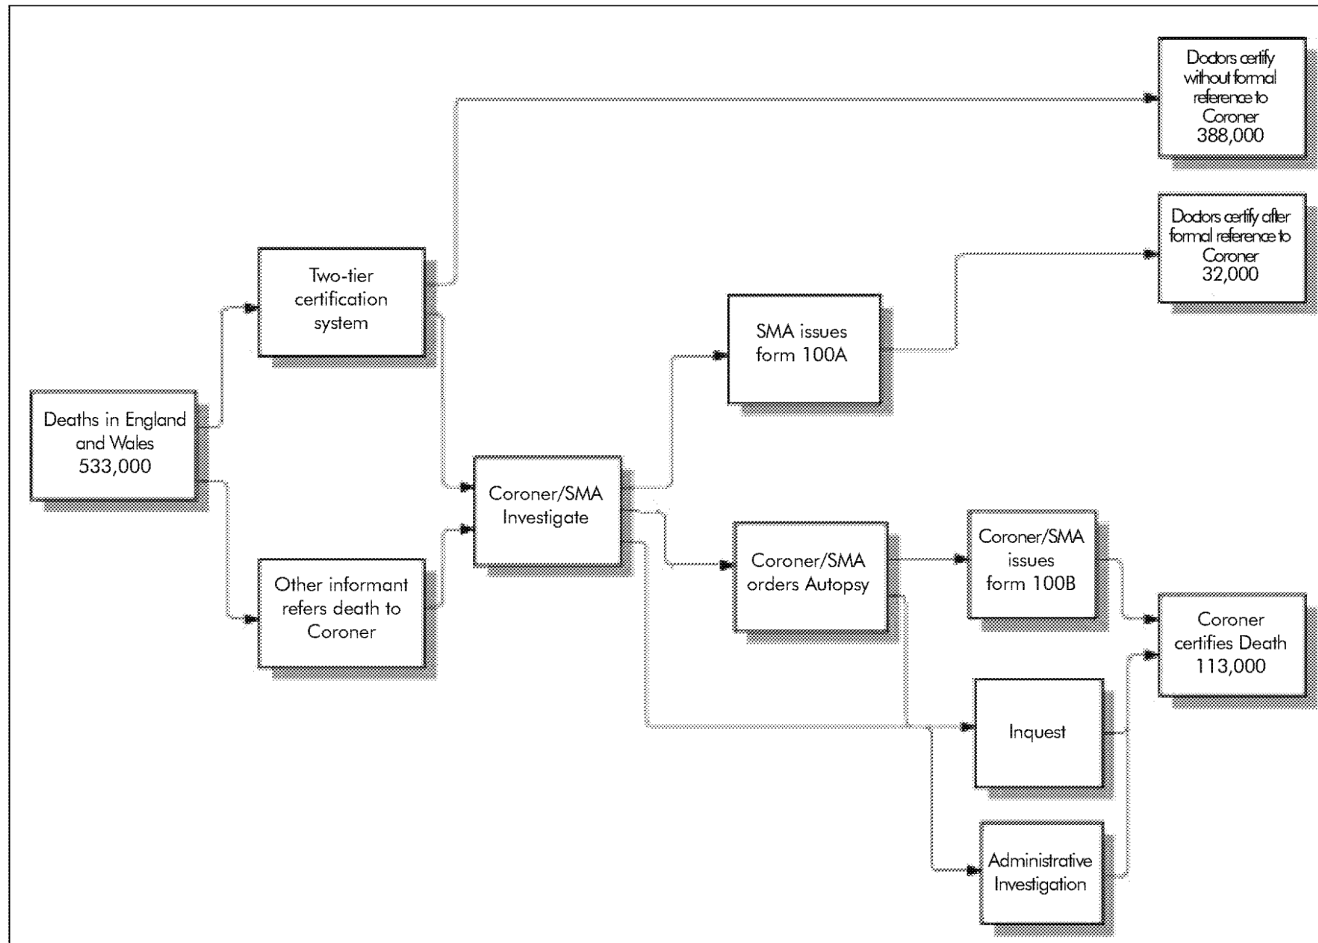 Doctors certify
without formal
reference to
Coroner
388,000
Doctors certify after
formal reference to
Coroner
32,000
Two-tier
certification
system
SMA issues
form 100A
Deaths in England
and Wales
533,000
Coroner/SMA
Investigate
Other informant
refers death to
Coroner
Coroner/SMA
orders Autopsy
Coroner/SMA
issues
form 100B
Coroner
certifies Death
113,000
Inquest
Administrative
Investigation